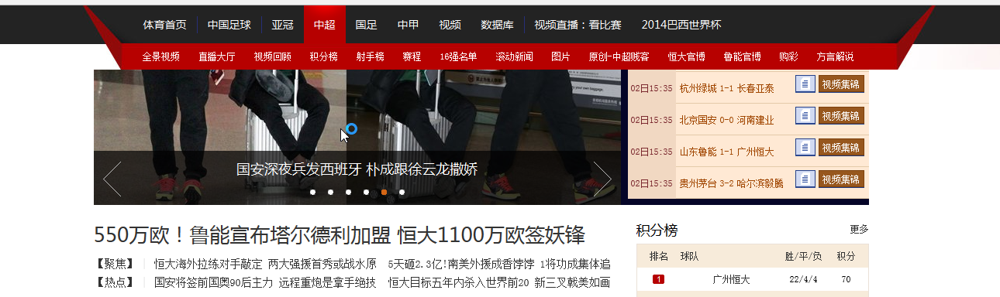 体育首页 中国足球 亚冠 中超 国足 中甲 视频 数据库 视频直播：看比赛 2014巴西世界杯
全景视频 直播大厅 视频回顾 积分榜 射手榜 赛程 16强名单 滚动新闻 图片 原创-中超贱客 恒大官博 鲁能官博 购彩 方言解说
your own baggage.
02日15:35 杭州绿城 1-1 长春亚泰 视频集锦
02日15:35 北京国安 0-0 河南建业 视频集锦
02日15:35 山东鲁能 1-1 广州恒大 视频集锦
02日15:35 贵州茅台 3-2 哈尔滨毅腾 视频集锦
国安深夜兵发西班牙 朴成跟徐云龙撒娇
550万欧！鲁能宣布塔尔德利加盟 恒大1100万欧签妖锋
【聚焦】 恒大海外拉练对手敲定 两大强援首秀或战水原 5天砸2.3亿!南美外援成香饽饽 1将功成集体追
【热点】 国安将签前国奥90后主力 远程重炮是拿手绝技 恒大目标五年内杀入世界前20 新三叉戟美如画
积分榜 更多
排名 球队 胜/平/负 积分
1 广州恒大 22/4/4 70